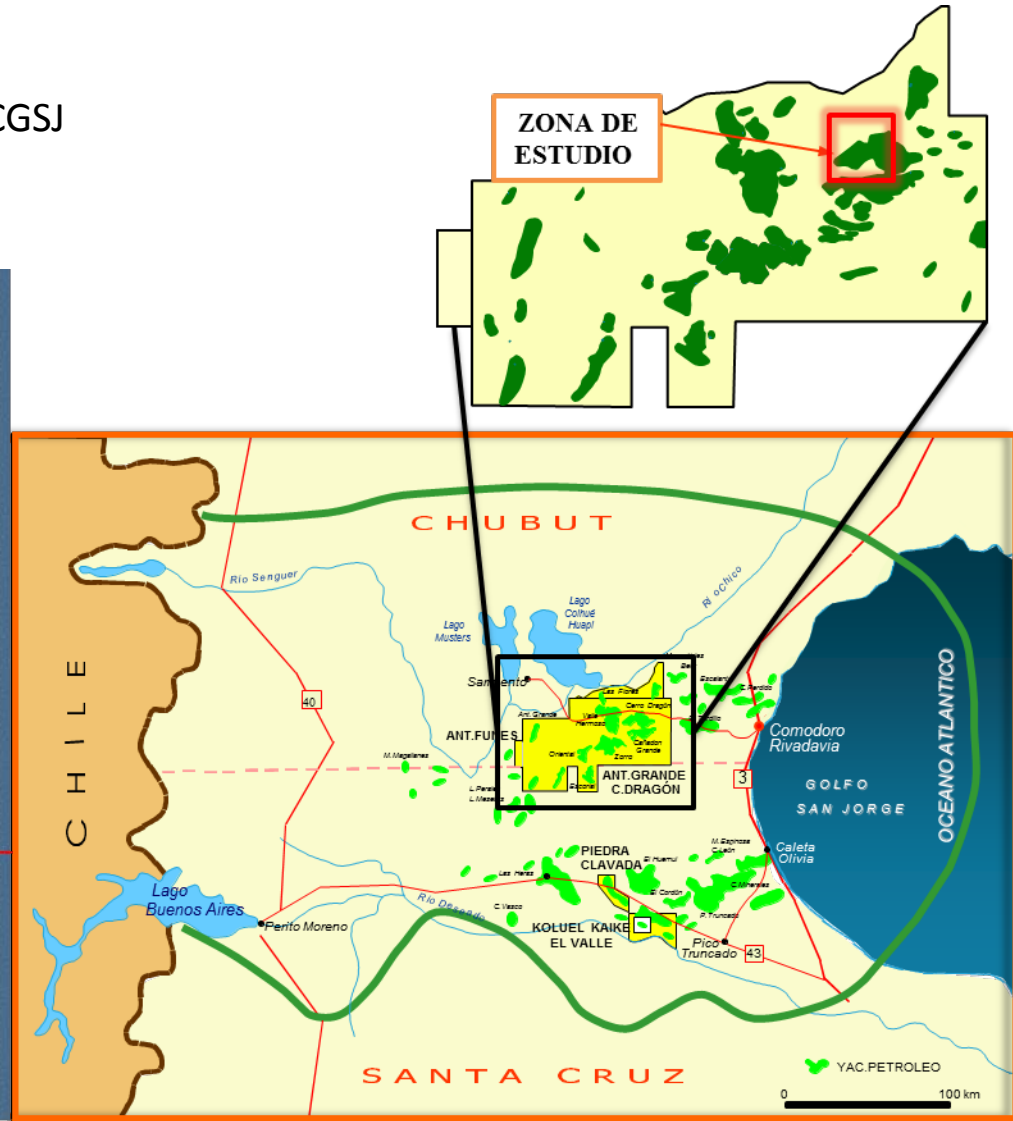 CGSJ
ZONA DE
ESTUDIO
CHUBUT
Río Senguer
Río Chico
Lago
Colhué
Huapi
Lago
Musters
Sarmiento
40
Escalante
C. Perdido
Las Flores
Cerro Dragón
Ant. Grande
Valle
Hermoso
Comodoro
Rivadavia
ANT.FUNES
Cañadon
Grande
Oriental
Zorro
M. Magallanes
Escorial
ANT.GRANDE
C.DRAGÓN
3
GOLFO
SAN JORGE
OCEANO ATLANTICO
CHILE
PIEDRA
CLAVADA
El Huemul
M. Espinosa
C. León
Caleta
Olivia
Las Heras
El Cordón
C. Minerales
Lago
Buenos Aires
C. Vasco
Río Deseado
P. Truncado
Perito Moreno
KOLUEL KAIKE
EL VALLE
Pico
Truncado
43
SANTA CRUZ
YAC.PETROLEO
0
100 km